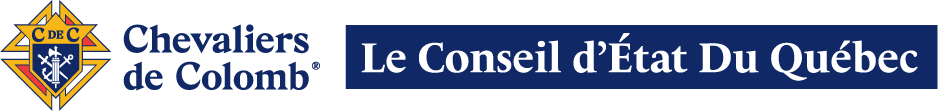 C DE C
Chevaliers
de Colomb®
Le Conseil d’État Du Québec